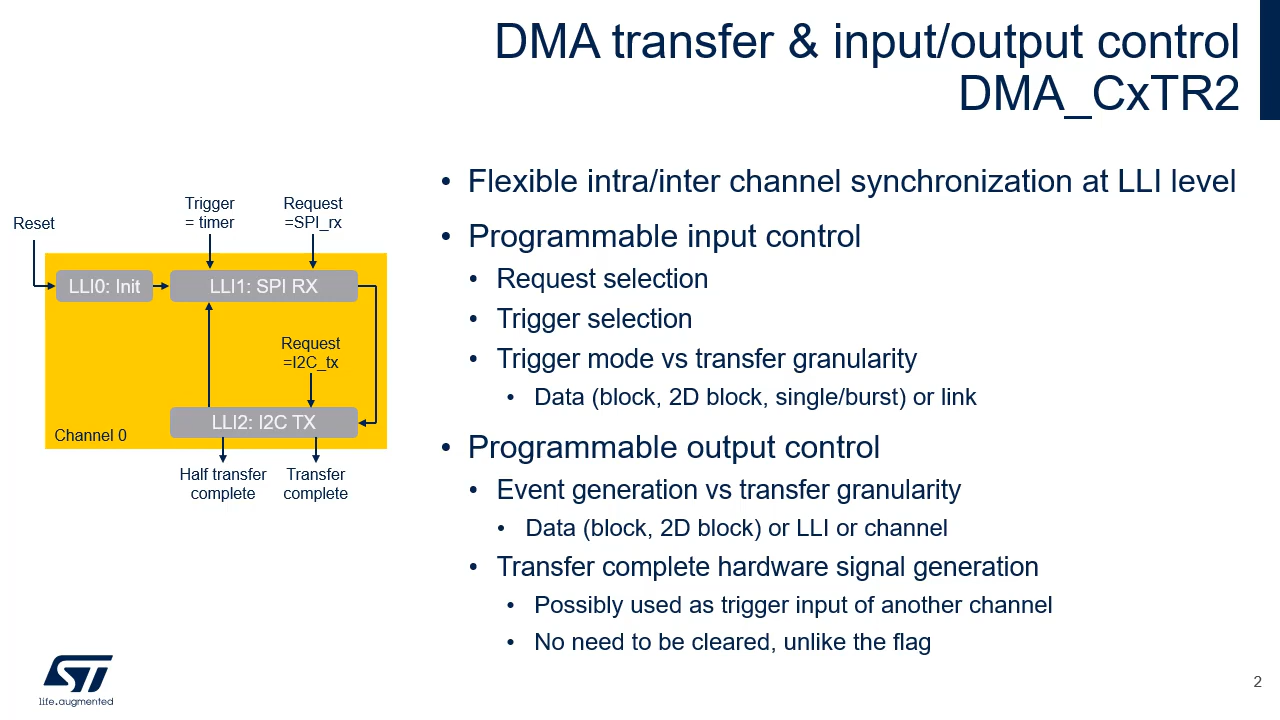 DMA transfer & input/output control
DMA_CxTR2
Reset
Trigger
= timer
Request
=SPI_rx
LLI0: Init
LLI1: SPI RX
Request
=I2C_tx
LLI2: I2C TX
Channel 0
Half transfer
complete
Transfer
complete
• Flexible intra/inter channel synchronization at LLI level
• Programmable input control
• Request selection
• Trigger selection
• Trigger mode vs transfer granularity
• Data (block, 2D block, single/burst) or link
• Programmable output control
• Event generation vs transfer granularity
• Data (block, 2D block) or LLI or channel
• Transfer complete hardware signal generation
• Possibly used as trigger input of another channel
• No need to be cleared, unlike the flag
ST
life.augmented
2